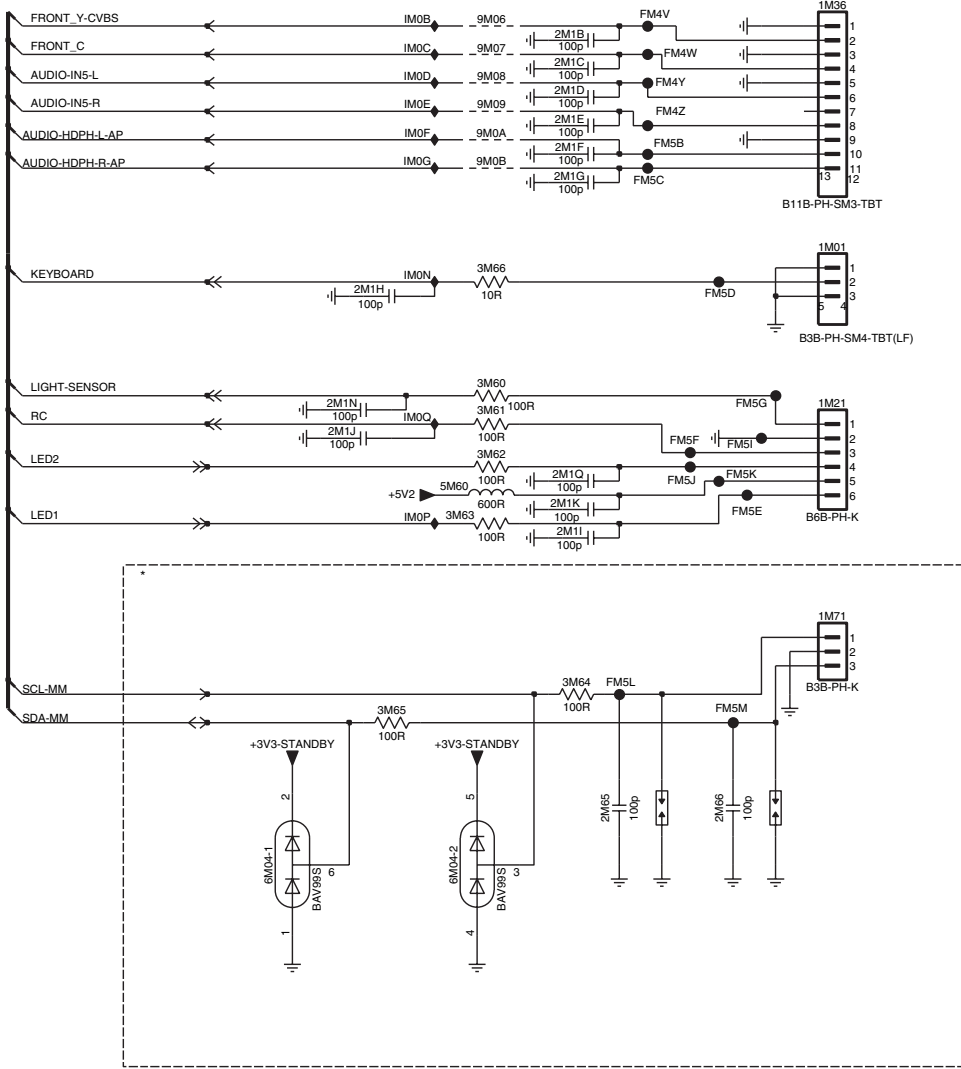 1M36
FRONT_Y-CVBS IM0B 9M06 FM4V 1
2M1B 100p 2
FRONT_C IM0C 9M07 FM4W 3
2M1C 100p 4
AUDIO-IN5-L IM0D 9M08 FM4Y 5
2M1D 100p 6
AUDIO-IN5-R IM0E 9M09 FM4Z 7
2M1E 100p 8
AUDIO-HDPH-L-AP IM0F 9M0A FM5B 9
2M1F 100p 10
AUDIO-HDPH-R-AP IM0G 9M0B FM5C 11
2M1G 100p 13 12
B11B-PH-SM3-TBT
1M01
KEYBOARD IM0N 3M66 1
10R FM5D 2
2M1H 100p 3
5 4
B3B-PH-SM4-TBT(LF)
LIGHT-SENSOR 3M60 100R FM5G 1M21
2M1N 100p 1
RC IM0Q 3M61 100R FM5F FM5I 2
2M1J 100p 3
LED2 3M62 100R FM5J 4
2M1Q 100p FM5K 5
+5V2 5M60 600R 6
2M1K 100p FM5E
LED1 IM0P 3M63 100R B6B-PH-K
2M1I 100p
*
1M71
1
2
3
B3B-PH-K
SCL-MM 3M64 100R FM5L
SDA-MM 3M65 100R FM5M
+3V3-STANDBY +3V3-STANDBY
2 5
2M65 100p 2M66 100p
6M04-1 6 BAV99S 6M04-2 3 BAV99S
1 4